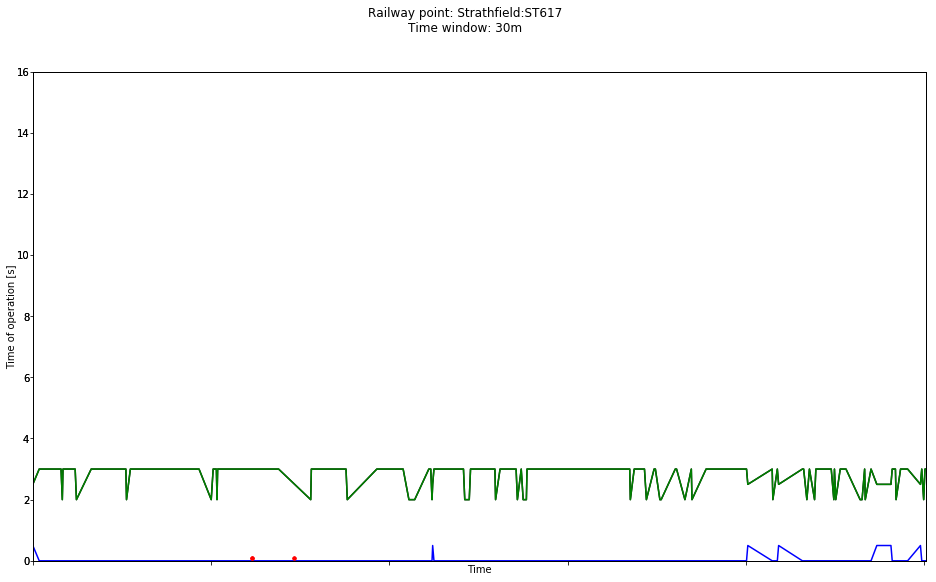 Railway point: Strathfield:ST617
Time window: 30m
16
14
12
10
8
6
4
2
0
Time of operation [s]
Time